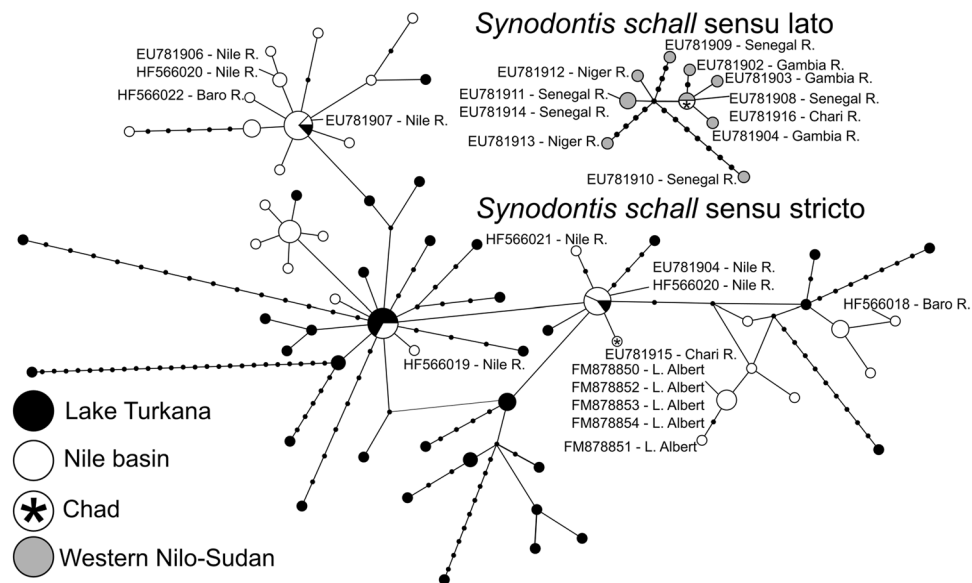 Synodontis schall sensu lato
EU781909 - Senegal R.
EU781902 - Gambia R.
EU781912 - Niger R.
EU781903 - Gambia R.
EU781911 - Senegal R.
EU781908 - Senegal R.
EU781914 - Senegal R.
EU781916 - Chari R.
EU781904 - Gambia R.
EU781913 - Niger R.
EU781910 - Senegal R.
EU781906 - Nile R.
HF566020 - Nile R.
HF566022 - Baro R.
EU781907 - Nile R.
Synodontis schall sensu stricto
HF566021 - Nile R.
EU781904 - Nile R.
HF566020 - Nile R.
HF566018 - Baro R.
HF566019 - Nile R.
EU781915 - Chari R.
FM878850 - L. Albert
FM878852 - L. Albert
FM878853 - L. Albert
FM878854 - L. Albert
FM878851 - L. Albert
Lake Turkana
Nile basin
* Chad
Western Nilo-Sudan